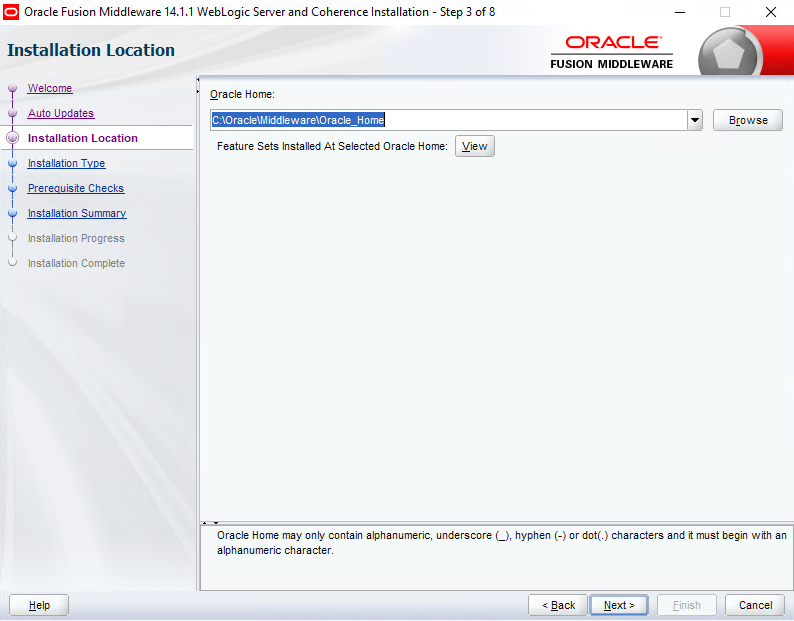 Oracle Fusion Middleware 14.1.1 WebLogic Server and Coherence Installation - Step 3 of 8
Installation Location
ORACLE®
FUSION MIDDLEWARE
Welcome
Auto Updates
Installation Location
Installation Type
Prerequisite Checks
Installation Summary
Installation Progress
Installation Complete
Oracle Home:
C:\Oracle\Middleware\Oracle_Home
Browse
Feature Sets Installed At Selected Oracle Home:
View
Oracle Home may only contain alphanumeric, underscore (_), hyphen (-) or dot(.) characters and it must begin with an
alphanumeric character.
Help
< Back
Next >
Finish
Cancel